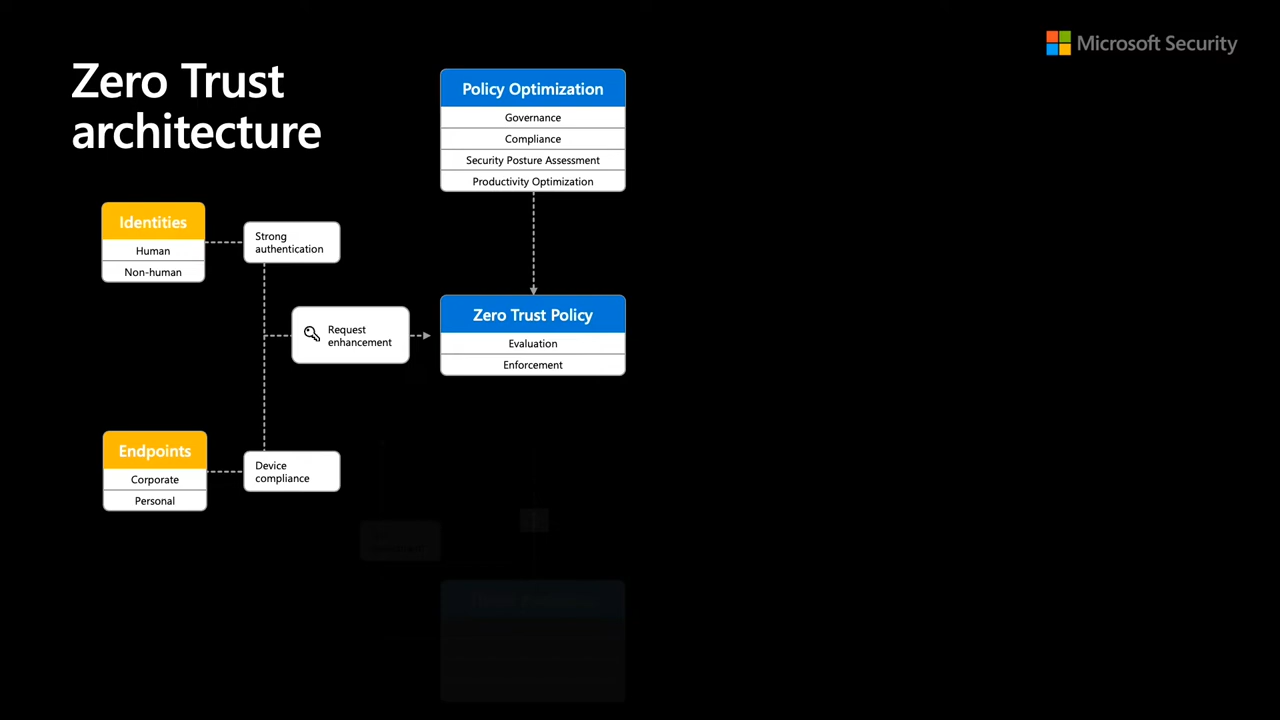 Microsoft Security
Zero Trust
architecture
Policy Optimization
Governance
Compliance
Security Posture Assessment
Productivity Optimization
Identities
Human
Non-human
Strong
authentication
Request
enhancement
Zero Trust Policy
Evaluation
Enforcement
Endpoints
Corporate
Personal
Device
compliance